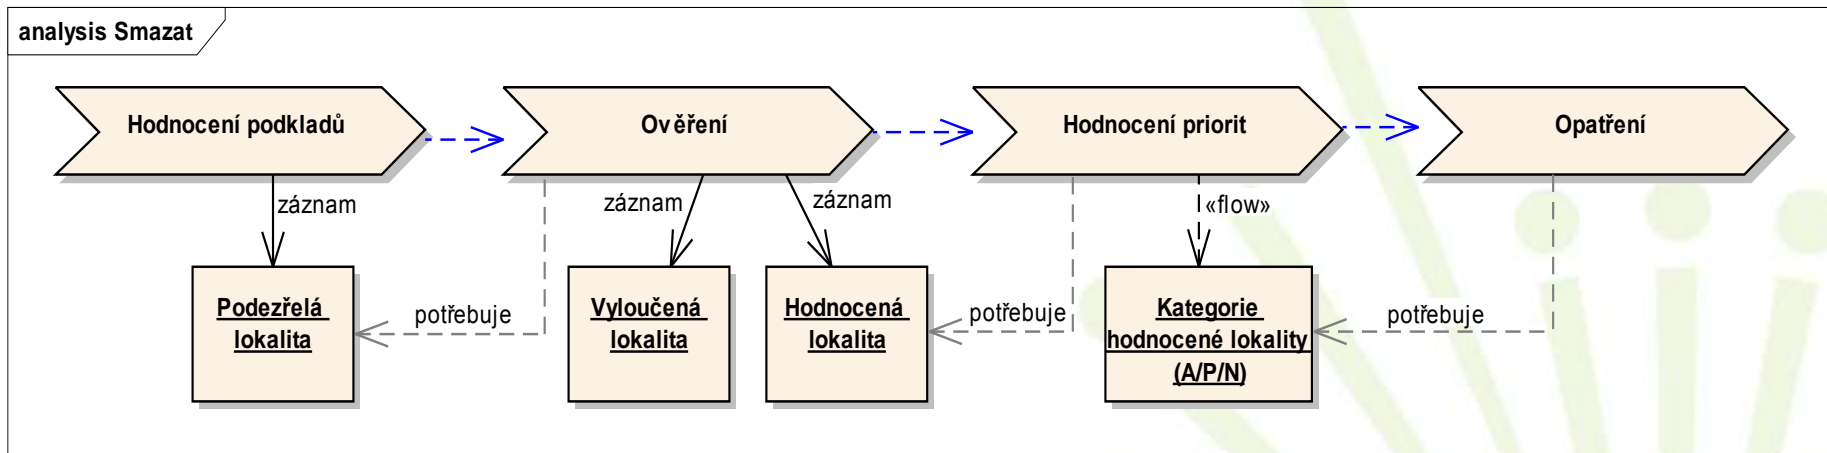 analysis Smazat
Hodnocení podkladů
Ověření
Hodnocení priorit
Opatření
záznam
záznam
záznam
«flow»
Podezřelá
lokalita
potřebuje
Vyloučená
lokalita
Hodnocená
lokalita
potřebuje
Kategorie
hodnocené lokality
(A/P/N)
potřebuje